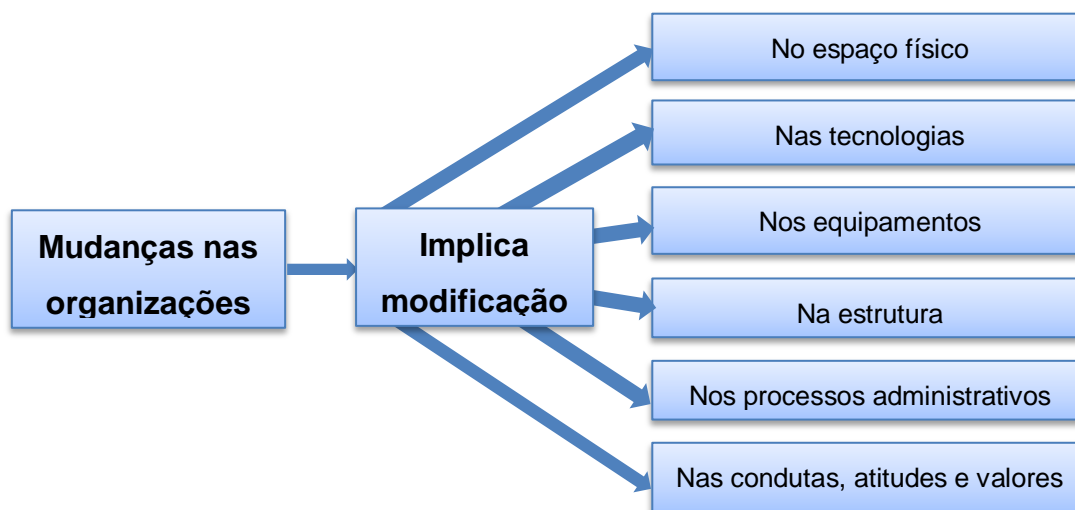 No espaço físico
Nas tecnologias
Mudanças nas
organizações
Implica
modificação
Nos equipamentos
Na estrutura
Nos processos administrativos
Nas condutas, atitudes e valores